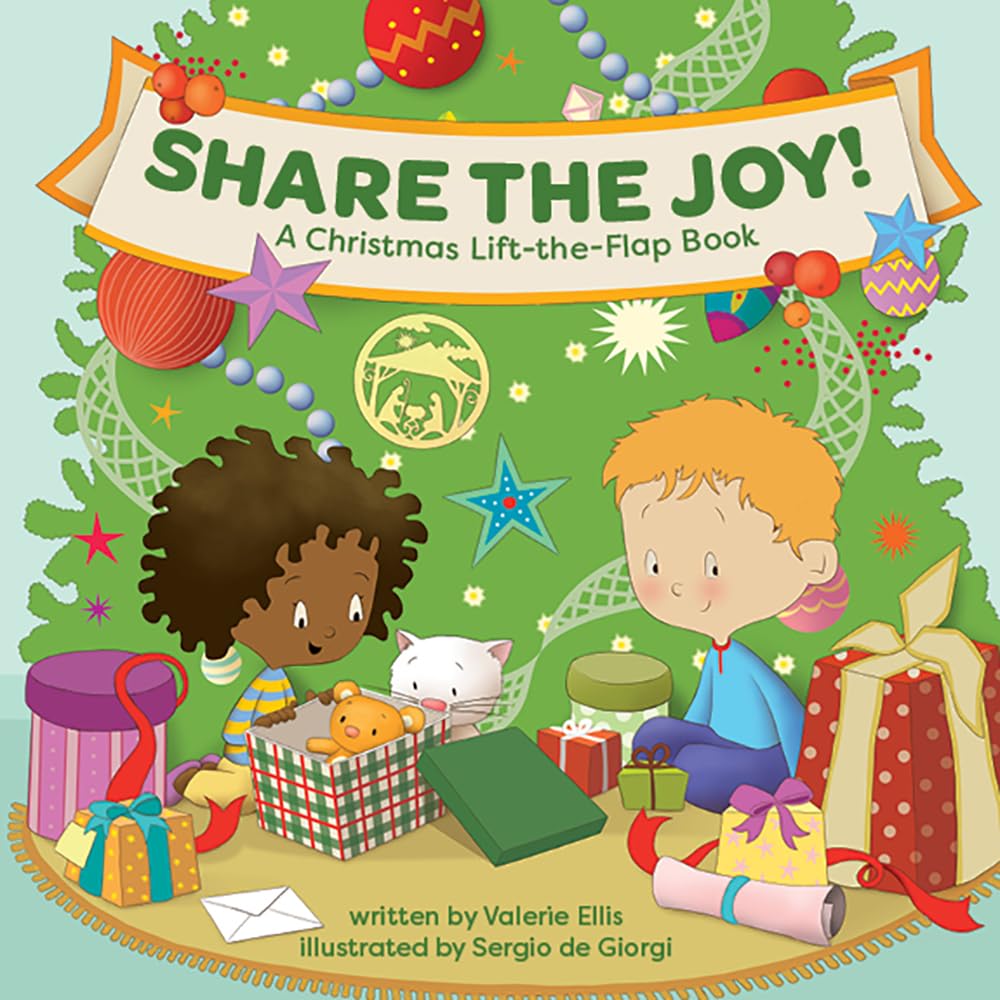 SHARE THE JOY!
A Christmas Lift-the-Flap Book
written by Valerie Ellis
illustrated by Sergio de Giorgi